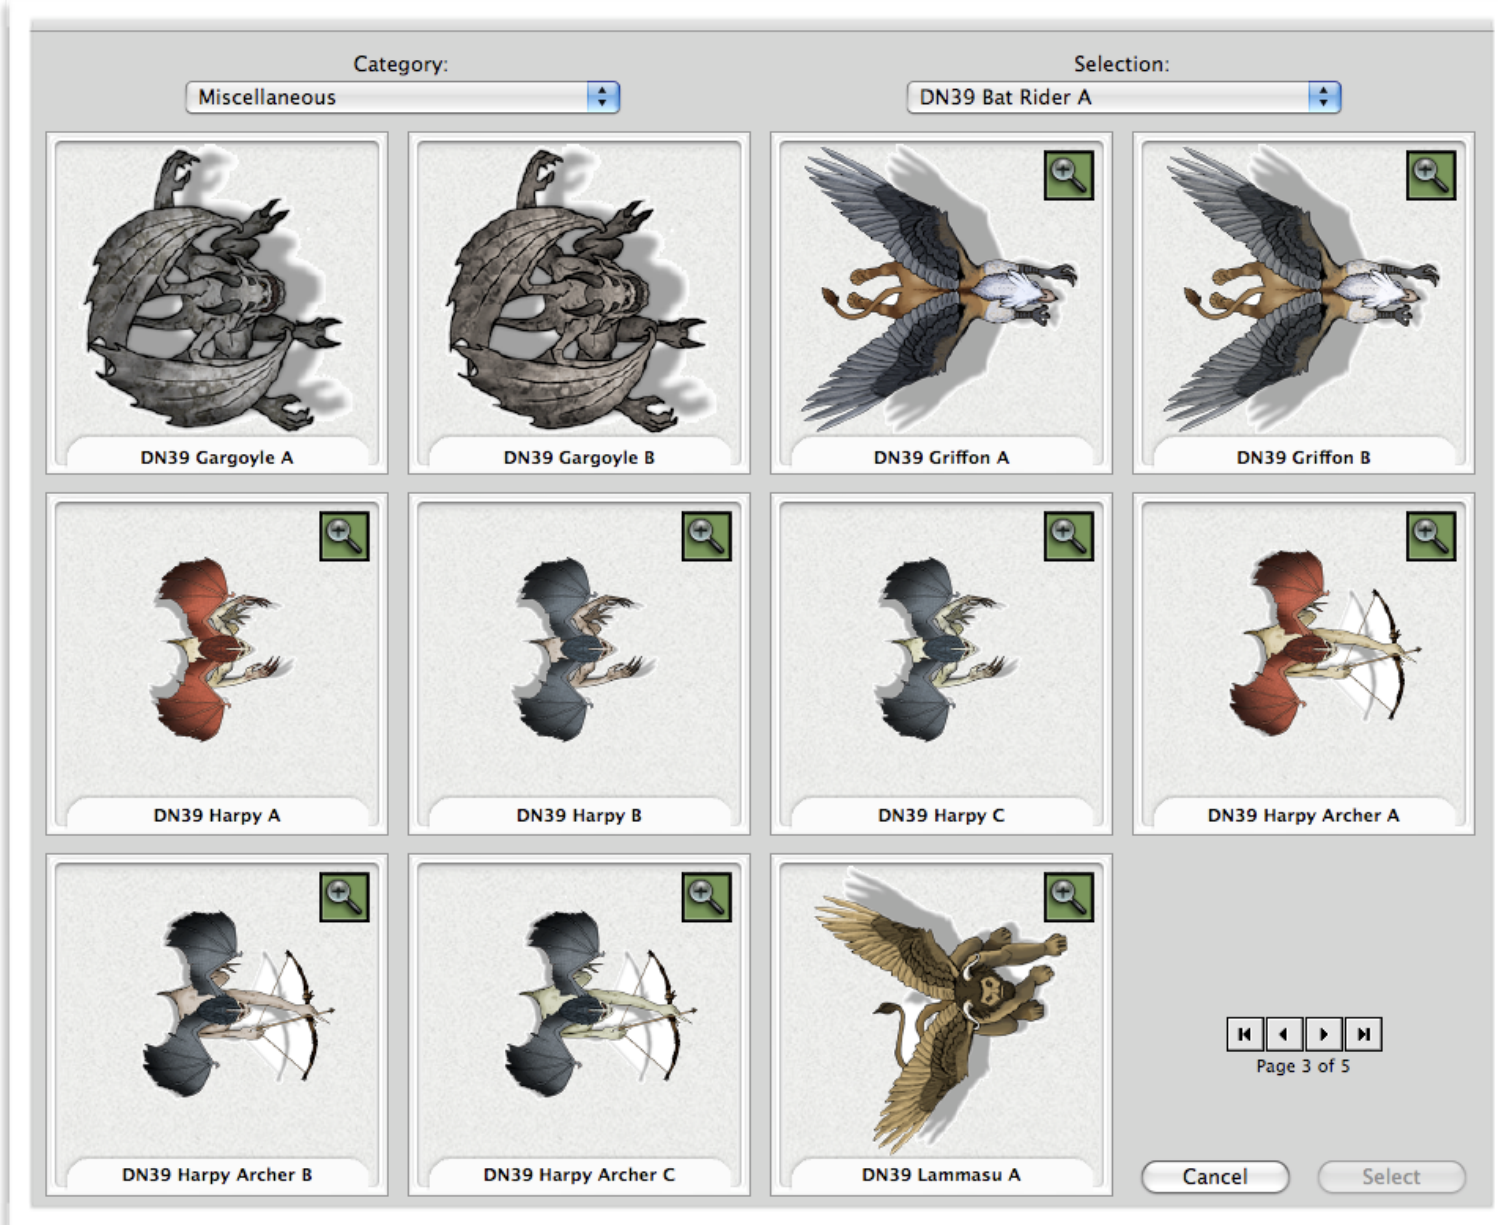 Category:
Selection:
Miscellaneous
DN39 Bat Rider A
DN39 Gargoyle A
DN39 Gargoyle B
DN39 Griffon A
DN39 Griffon B
DN39 Harpy A
DN39 Harpy B
DN39 Harpy C
DN39 Harpy Archer A
DN39 Harpy Archer B
DN39 Harpy Archer C
DN39 Lammasu A
Page 3 of 5
Cancel
Select